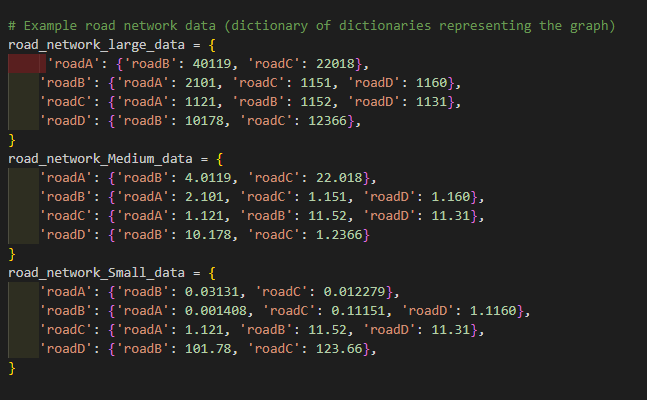 # Example road network data (dictionary of dictionaries representing the graph)
road_network_large_data = {
     'roadA': {'roadB': 40119, 'roadC': 22018},
    'roadB': {'roadA': 2101, 'roadC': 1151, 'roadD': 1160},
    'roadC': {'roadA': 1121, 'roadB': 1152, 'roadD': 1131},
    'roadD': {'roadB': 10178, 'roadC': 12366},
}
road_network_Medium_data = {
    'roadA': {'roadB': 4.0119, 'roadC': 22.018},
    'roadB': {'roadA': 2.101, 'roadC': 1.151, 'roadD': 1.160},
    'roadC': {'roadA': 1.121, 'roadB': 11.52, 'roadD': 11.31},
    'roadD': {'roadB': 10.178, 'roadC': 1.2366}
}
road_network_Small_data = {
    'roadA': {'roadB': 0.03131, 'roadC': 0.012279},
    'roadB': {'roadA': 0.001408, 'roadC': 0.11151, 'roadD': 1.1160},
    'roadC': {'roadA': 1.121, 'roadB': 11.52, 'roadD': 11.31},
    'roadD': {'roadB': 101.78, 'roadC': 123.66},
}